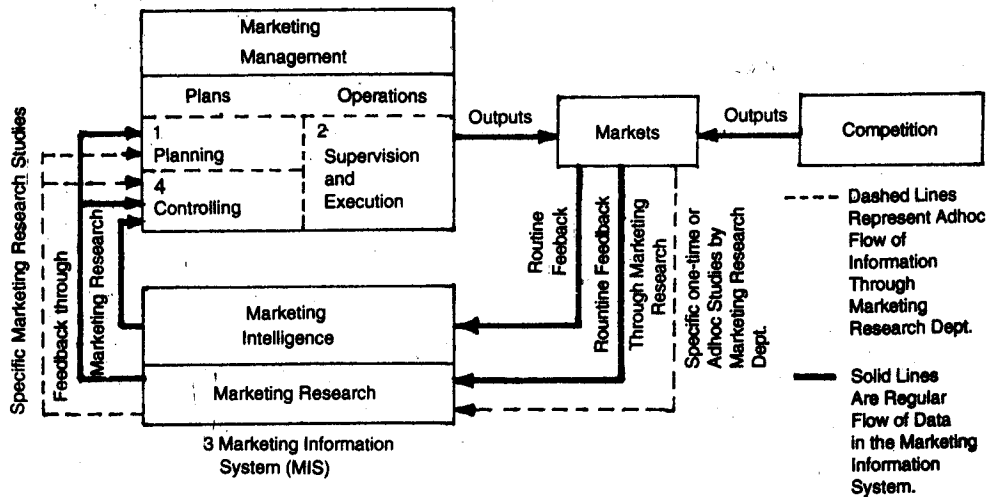 Marketing
Management
Plans
Operations
1
Planning
2
Supervision
and
Execution
4
Controlling
Outputs
Markets
Outputs
Competition
Specific Marketing Research Studies
Feedback through
Marketing Research
Routine
Feeback
Rountine Feedback
Through Marketing
Research
Specific one-time or
Adhoc Studies by
Marketing Research
Dept.
Marketing
Intelligence
Marketing Research
3 Marketing Information
System (MIS)
Dashed Lines
Represent Adhoc
Flow of
Information
Through
Marketing
Research Dept.
Solid Lines
Are Regular
Flow of Data
in the Marketing
Information
System.